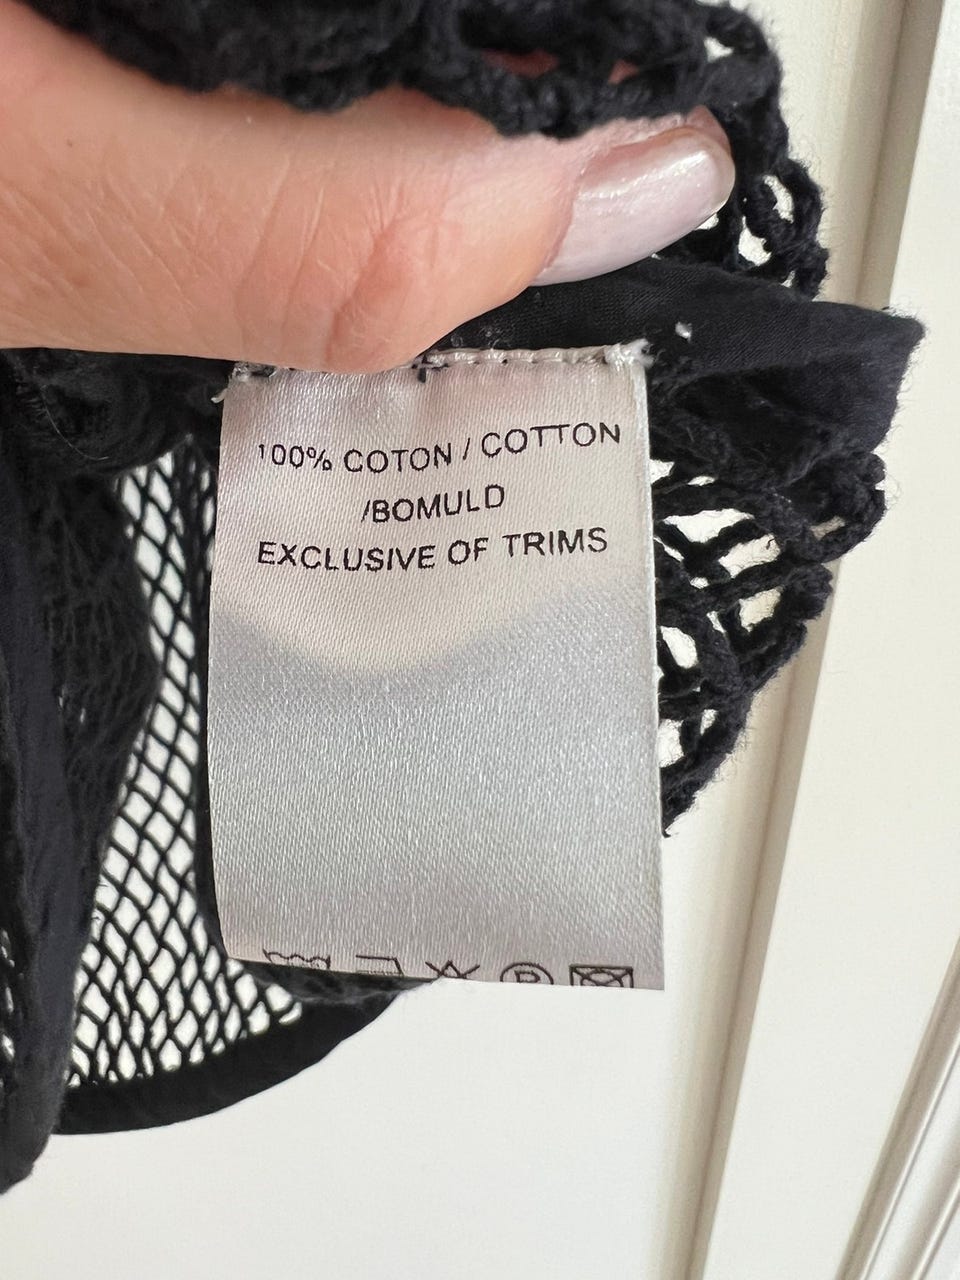 100% COTON / COTTON
/BOMULD
EXCLUSIVE OF TRIMS
P